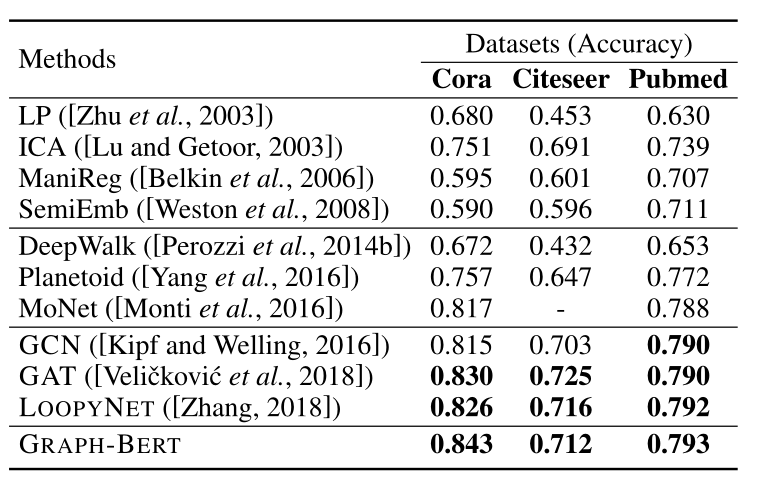 Methods Datasets (Accuracy)
Cora Citeseer Pubmed
LP ([Zhu et al., 2003]) 0.680 0.453 0.630
ICA ([Lu and Getoor, 2003]) 0.751 0.691 0.739
ManiReg ([Belkin et al., 2006]) 0.595 0.601 0.707
SemiEmb ([Weston et al., 2008]) 0.590 0.596 0.711
DeepWalk ([Perozzi et al., 2014b]) 0.672 0.432 0.653
Planetoid ([Yang et al., 2016]) 0.757 0.647 0.772
MoNet ([Monti et al., 2016]) 0.817 - 0.788
GCN ([Kipf and Welling, 2016]) 0.815 0.703 0.790
GAT ([Veličković et al., 2018]) 0.830 0.725 0.790
LOOPYNET ([Zhang, 2018]) 0.826 0.716 0.792
GRAPH-BERT 0.843 0.712 0.793